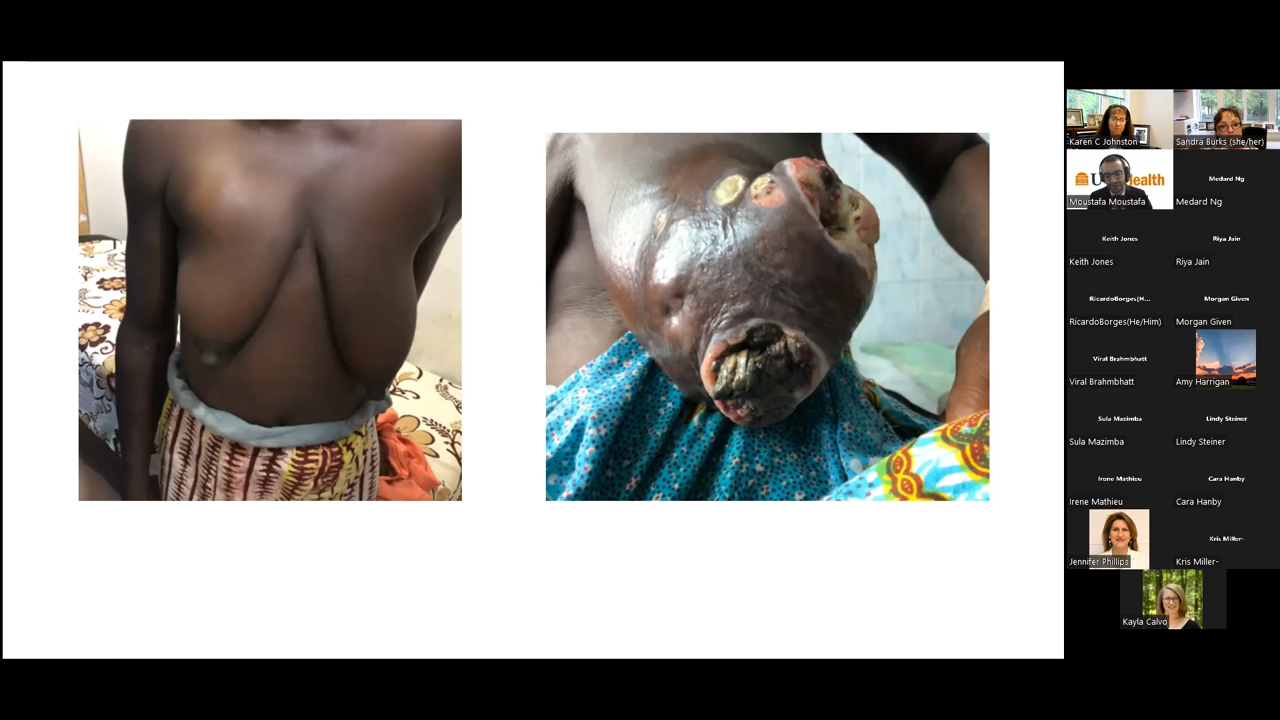 Karen C Johnston
Sandra Burks (she/her)
U
Health
Moustafa Moustafa
Medard Ng
Medard Ng
Keith Jones
Keith Jones
Riya Jain
Riya Jain
RicardoBorges(H...
RicardoBorges(He/Him)
Morgan Given
Morgan Given
Viral Brahmbhatt
Viral Brahmbhatt
Amy Harrigan
Sula Mazimba
Sula Mazimba
Lindy Steiner
Lindy Steiner
Irene Mathieu
Irene Mathieu
Cara Hanby
Cara Hanby
Jennifer Phillips
Kris Miller-
Kris Miller-
Kayla Calvo